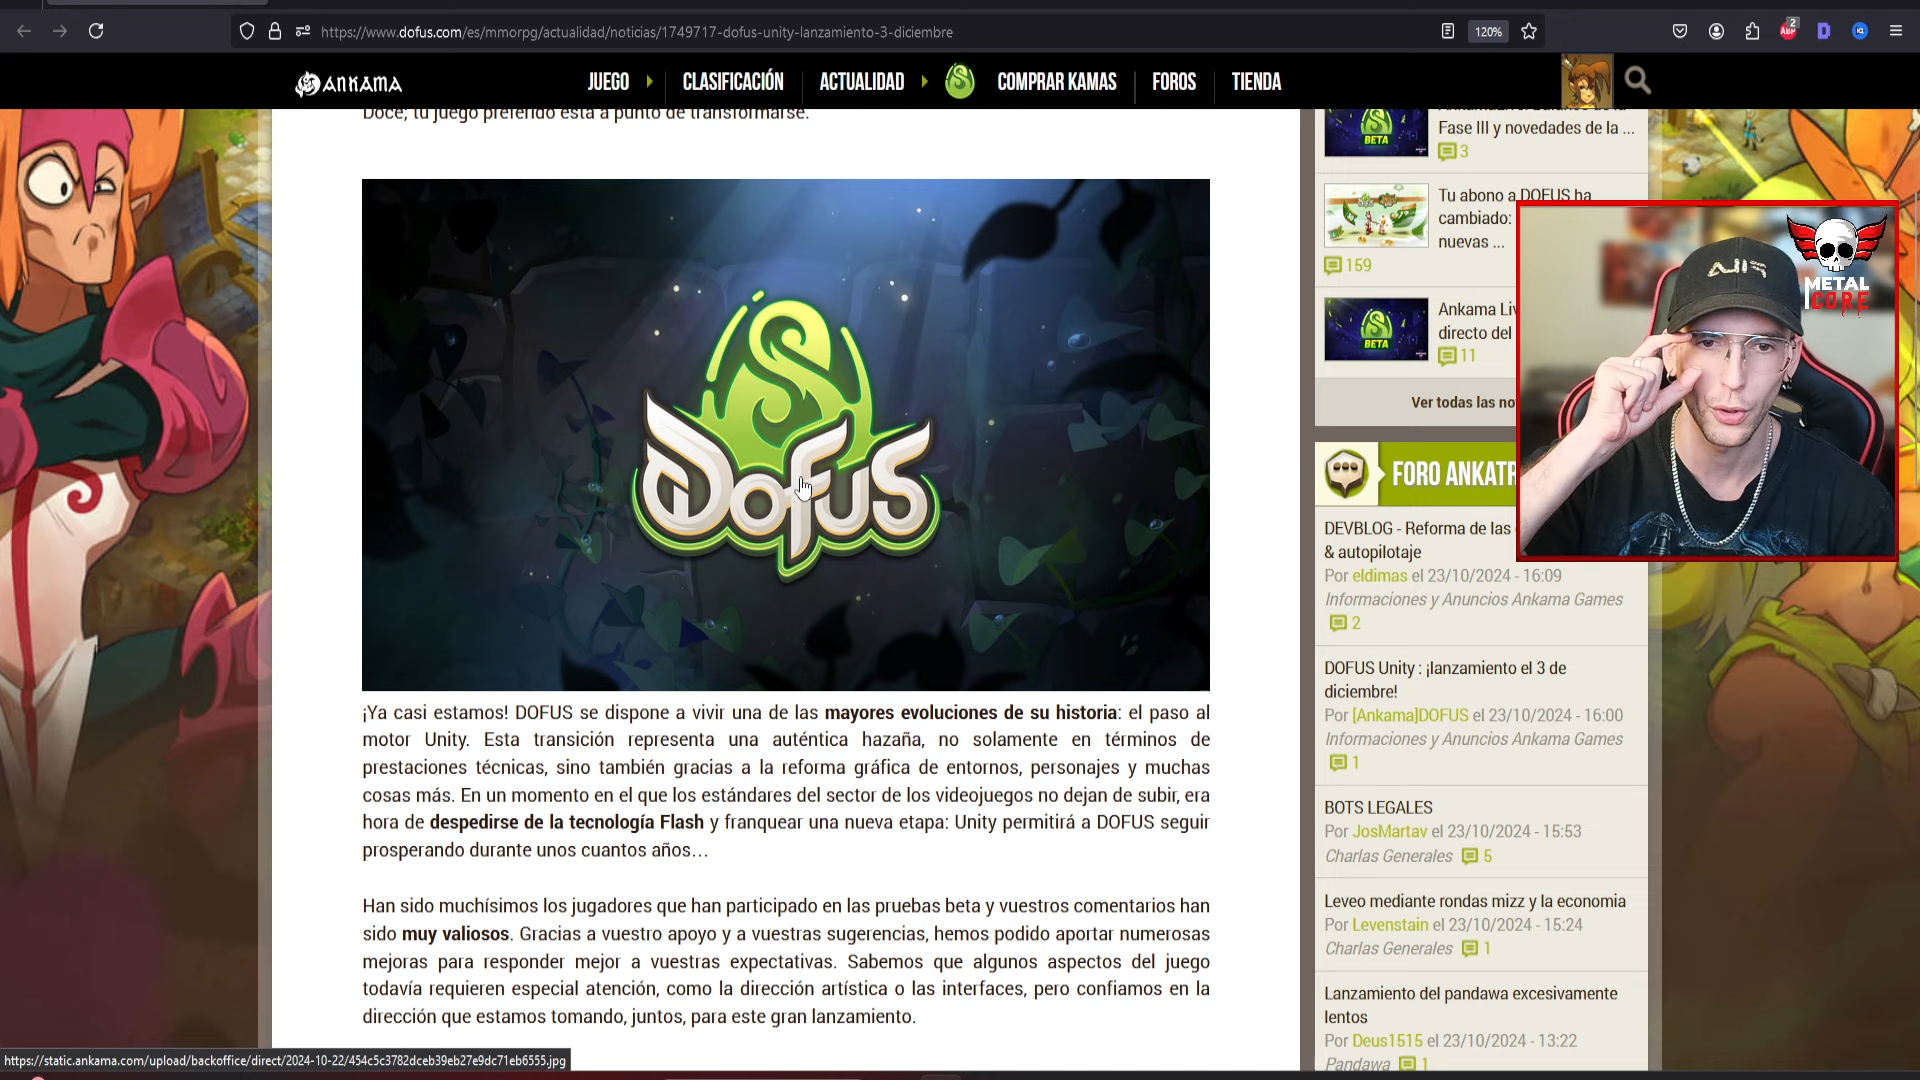 https://www.dofus.com/es/mmorpg/actualidad/noticias/1749717-dofus-unity-lanzamiento-3-diciembre
120%
ABP
2
D
ANKAMA
JUEGO
CLASIFICACIÓN
ACTUALIDAD
COMPRAR KAMAS
FOROS
TIENDA
Doce, tu juego preferido está a punto de transformarse.
DOFUS
¡Ya casi estamos! DOFUS se dispone a vivir una de las mayores evoluciones de su historia: el paso al
motor Unity. Esta transición representa una auténtica hazaña, no solamente en términos de
prestaciones técnicas, sino también gracias a la reforma gráfica de entornos, personajes y muchas
cosas más. En un momento en el que los estándares del sector de los videojuegos no dejan de subir, era
hora de despedirse de la tecnología Flash y franquear una nueva etapa: Unity permitirá a DOFUS seguir
prosperando durante unos cuantos años…
Han sido muchísimos los jugadores que han participado en las pruebas beta y vuestros comentarios han
sido muy valiosos. Gracias a vuestro apoyo y a vuestras sugerencias, hemos podido aportar numerosas
mejoras para responder mejor a vuestras expectativas. Sabemos que algunos aspectos del juego
todavía requieren especial atención, como la dirección artística o las interfaces, pero confiamos en la
dirección que estamos tomando, juntos, para este gran lanzamiento.
BETA
Fase III y novedades de la ...
3
Tu abono a DOFUS ha
cambiado:
nuevas ...
159
BETA
Ankama Liv
directo del
11
Ver todas las no
METAL
CORE
FORO ANKATR
DEVBLOG - Reforma de las
& autopilotaje
Por eldimas el 23/10/2024 - 16:09
Informaciones y Anuncios Ankama Games
2
DOFUS Unity : ¡lanzamiento el 3 de
diciembre!
Por [Ankama]DOFUS el 23/10/2024 - 16:00
Informaciones y Anuncios Ankama Games
1
BOTS LEGALES
Por JosMartav el 23/10/2024 - 15:53
Charlas Generales 5
Leveo mediante rondas mizz y la economia
Por Levenstain el 23/10/2024 - 15:24
Charlas Generales 1
Lanzamiento del pandawa excesivamente
lentos
Por Deus1515 el 23/10/2024 - 13:22
Pandawa 1
https://static.ankama.com/upload/backoffice/direct/2024-10-22/454c5c3782dceb39eb27e9dc71eb6555.jpg